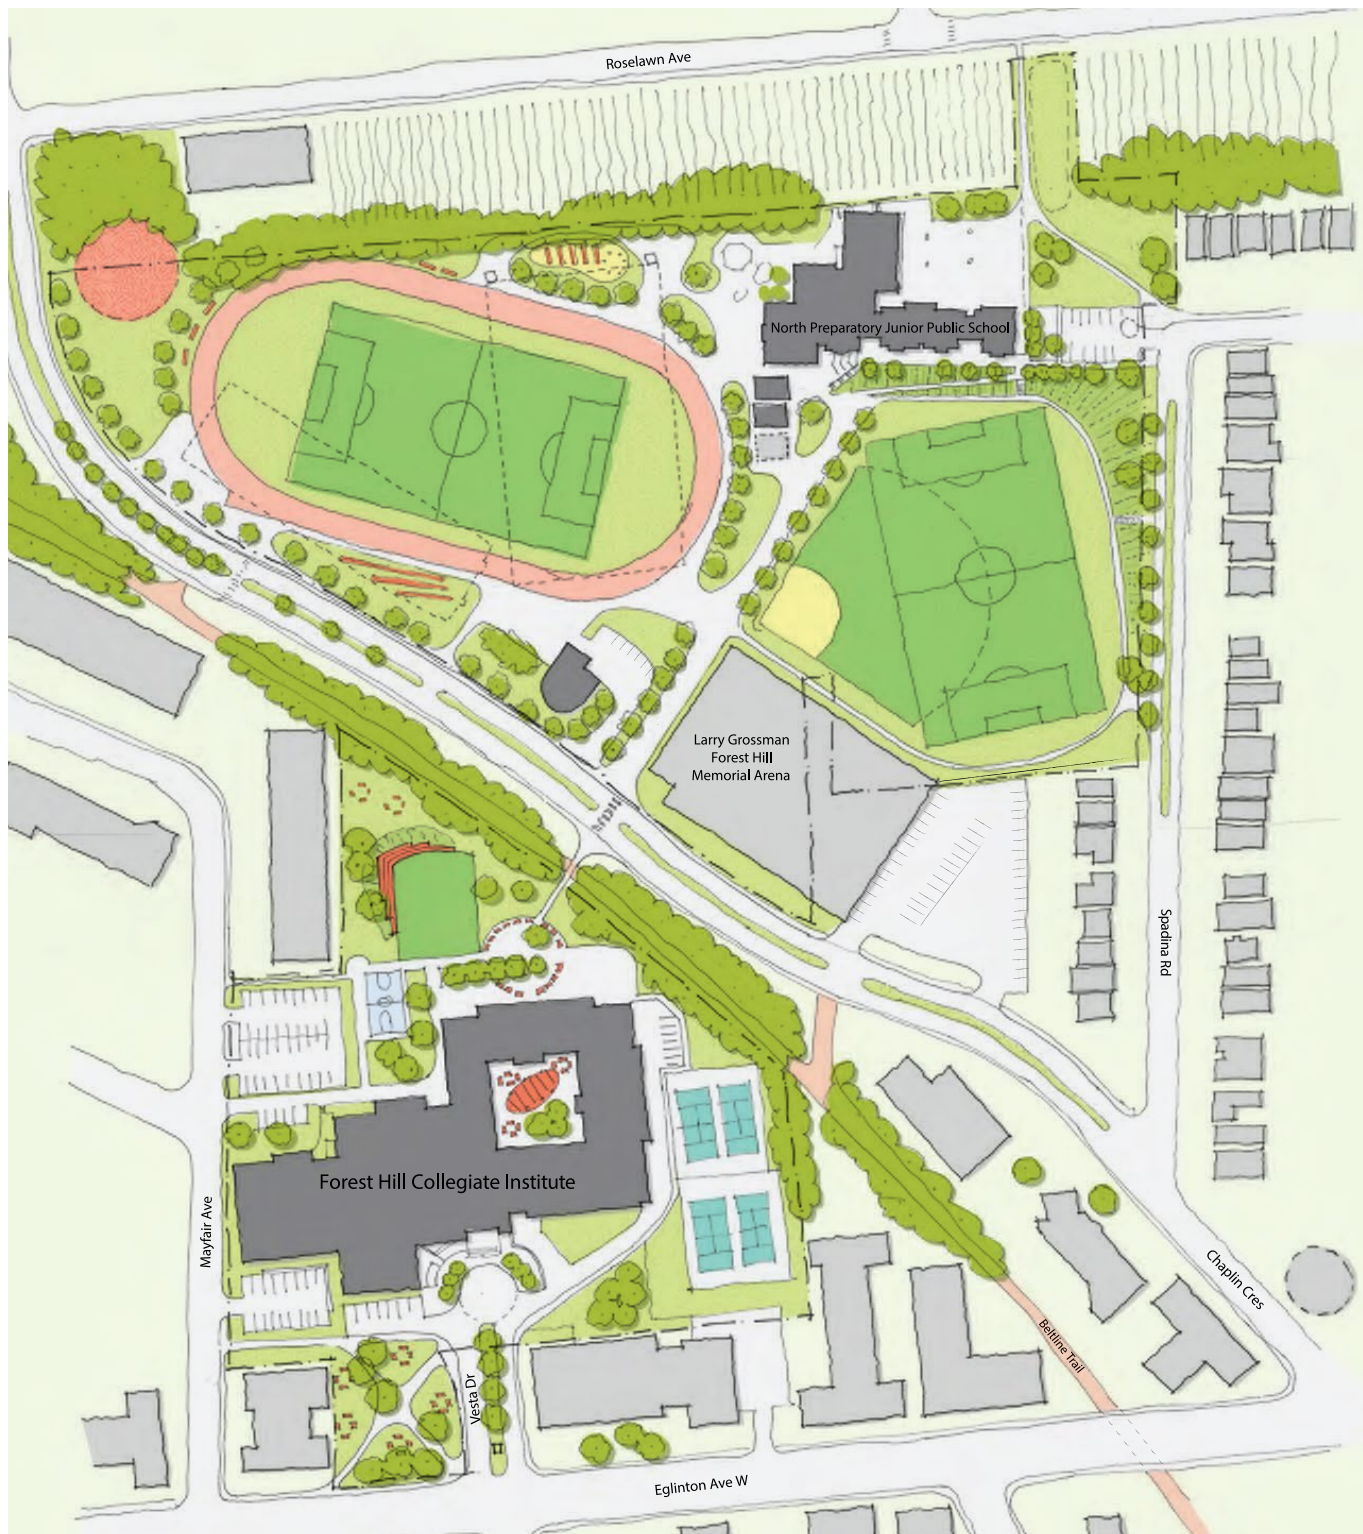 Roselawn Ave
North Preparatory Junior Public School
Larry Grossman
Forest Hill
Memorial Arena
Spadina Rd
Forest Hill Collegiate Institute
Mayfair Ave
Chaplin Cres
Beltline Trail
Vesta Dr
Eglinton Ave W